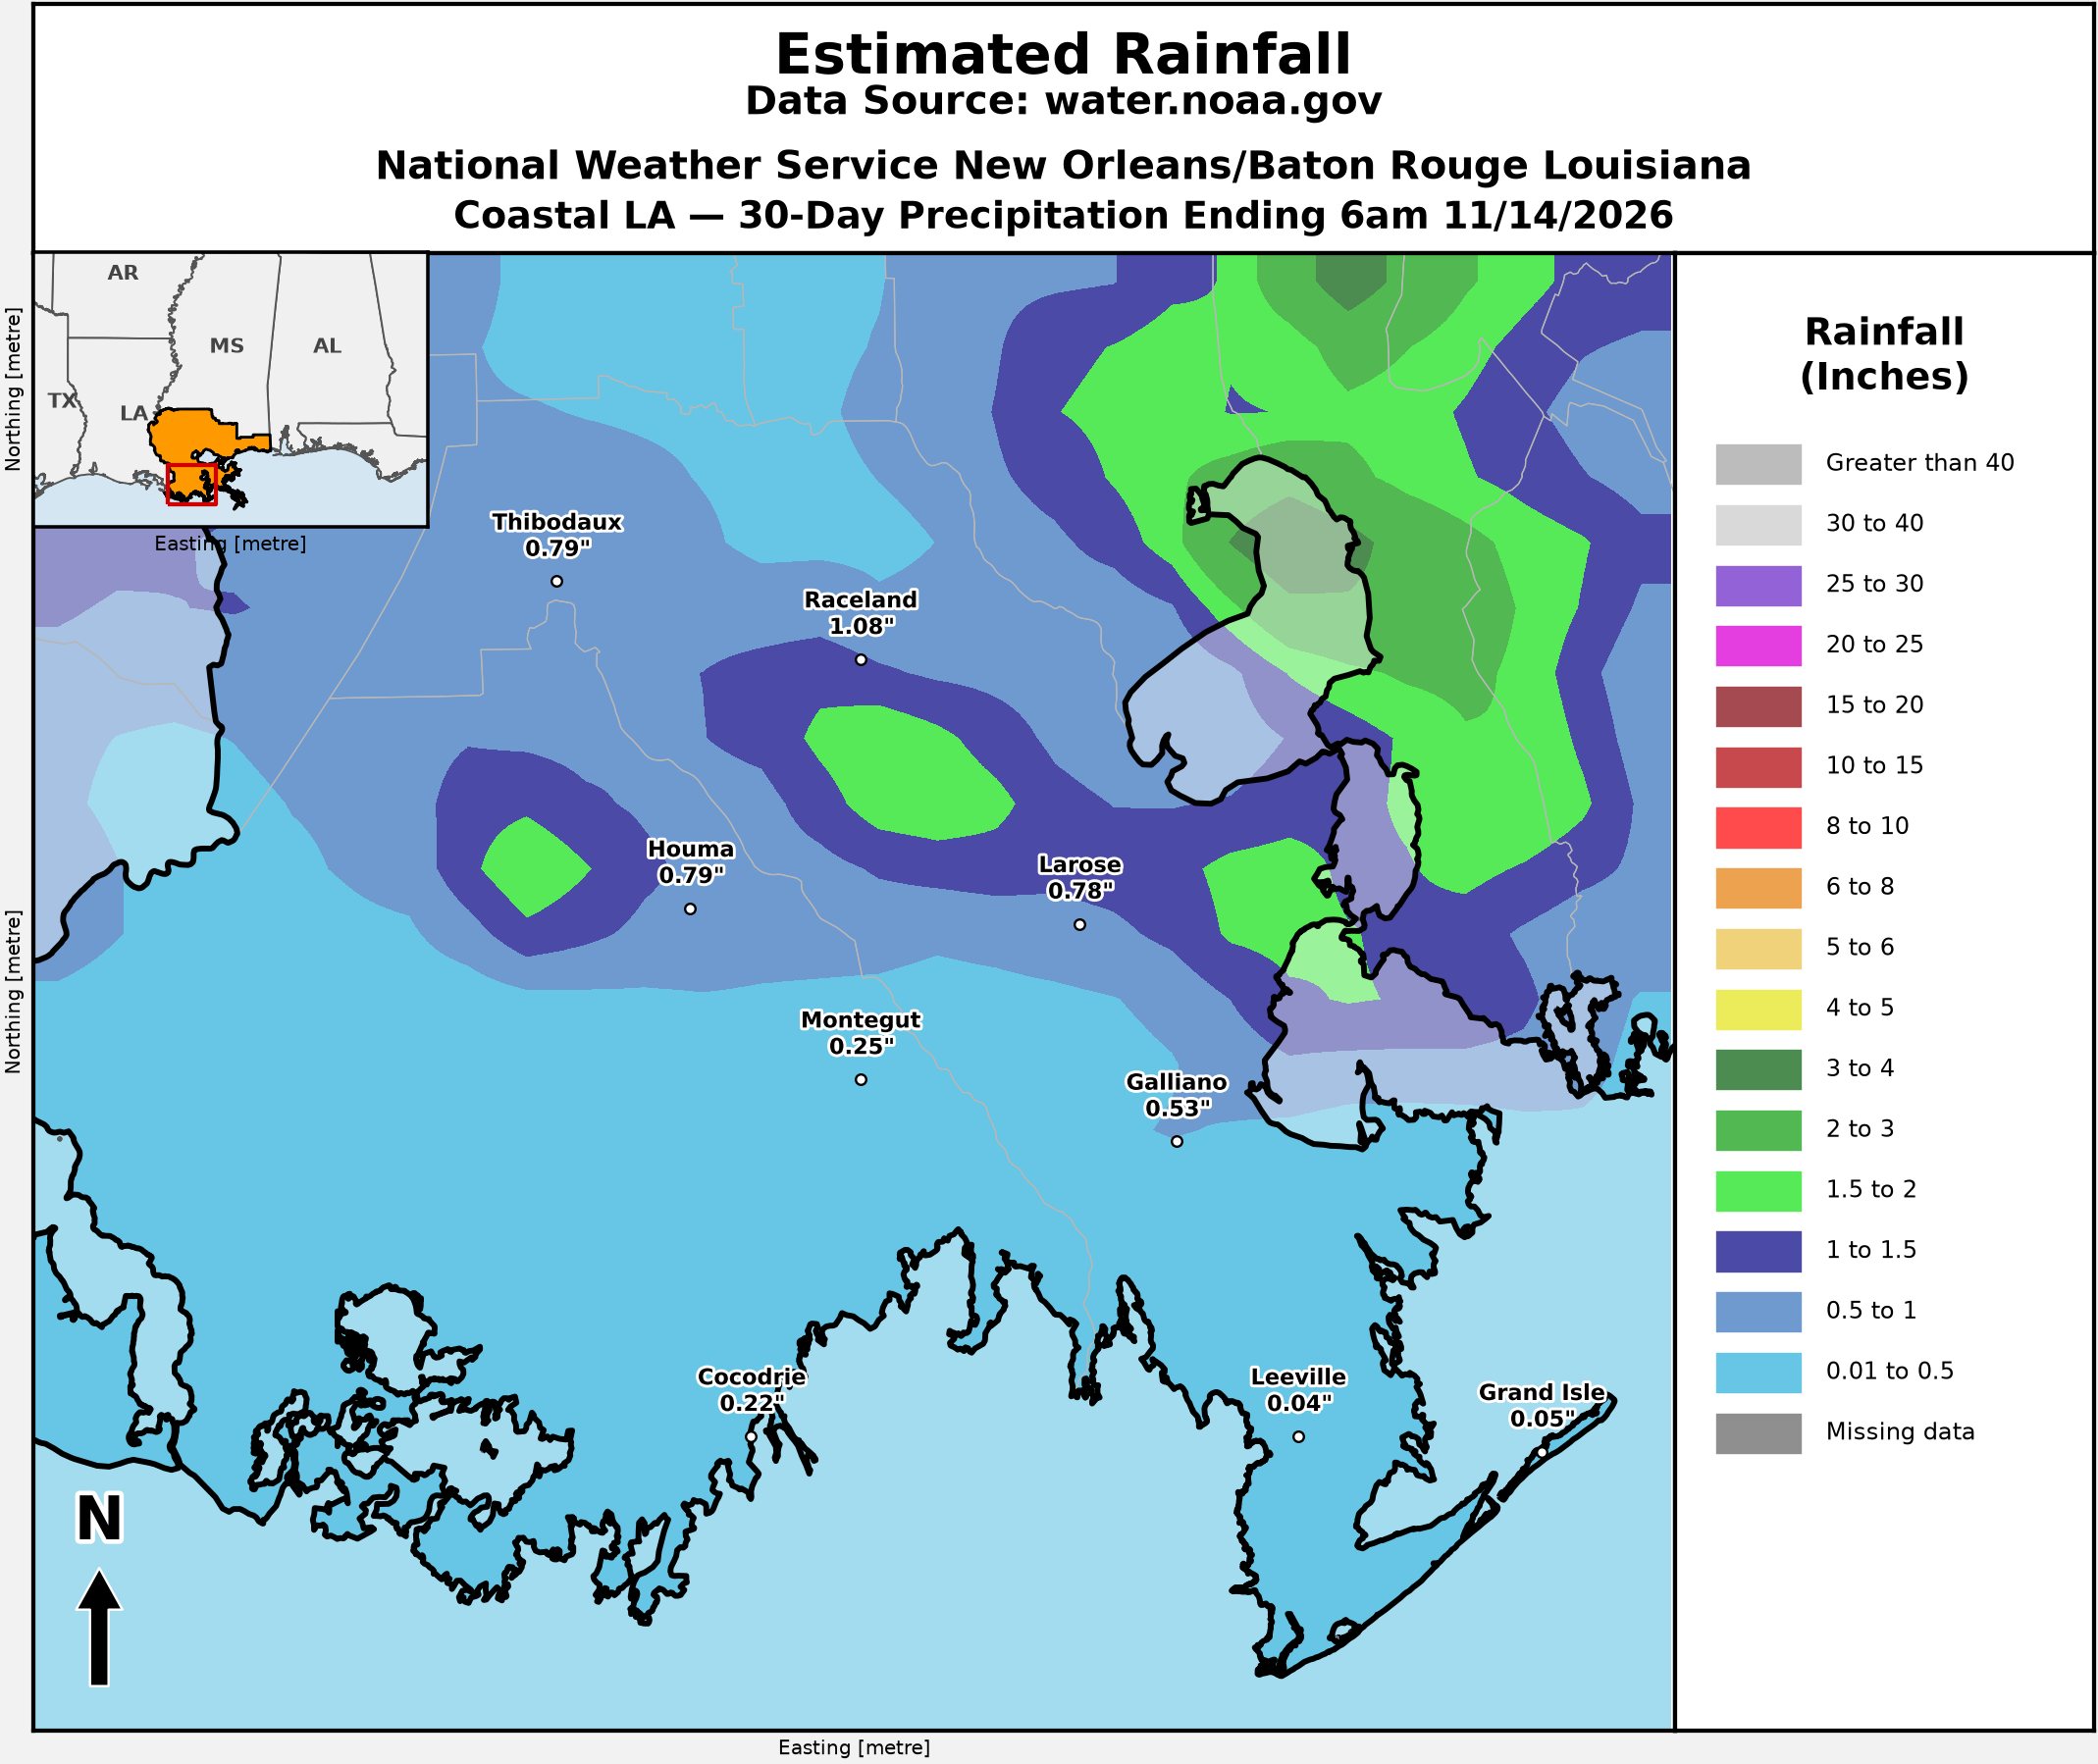 Estimated Rainfall
Data Source: water.noaa.gov
National Weather Service New Orleans/Baton Rouge Louisiana
Coastal LA — 30-Day Precipitation Ending 6am 11/14/2026
Northing [metre]
AR
MS
AL
TX
LA
Easting [metre]
Thibodaux
0.79"
Raceland
1.08"
Houma
0.79"
Larose
0.78"
Northing [metre]
Montegut
0.25"
Galliano
0.53"
Cocodrie
0.22"
Leeville
0.04"
Grand Isle
0.05"
N
Easting [metre]
Rainfall
(Inches)
Greater than 40
30 to 40
25 to 30
20 to 25
15 to 20
10 to 15
8 to 10
6 to 8
5 to 6
4 to 5
3 to 4
2 to 3
1.5 to 2
1 to 1.5
0.5 to 1
0.01 to 0.5
Missing data